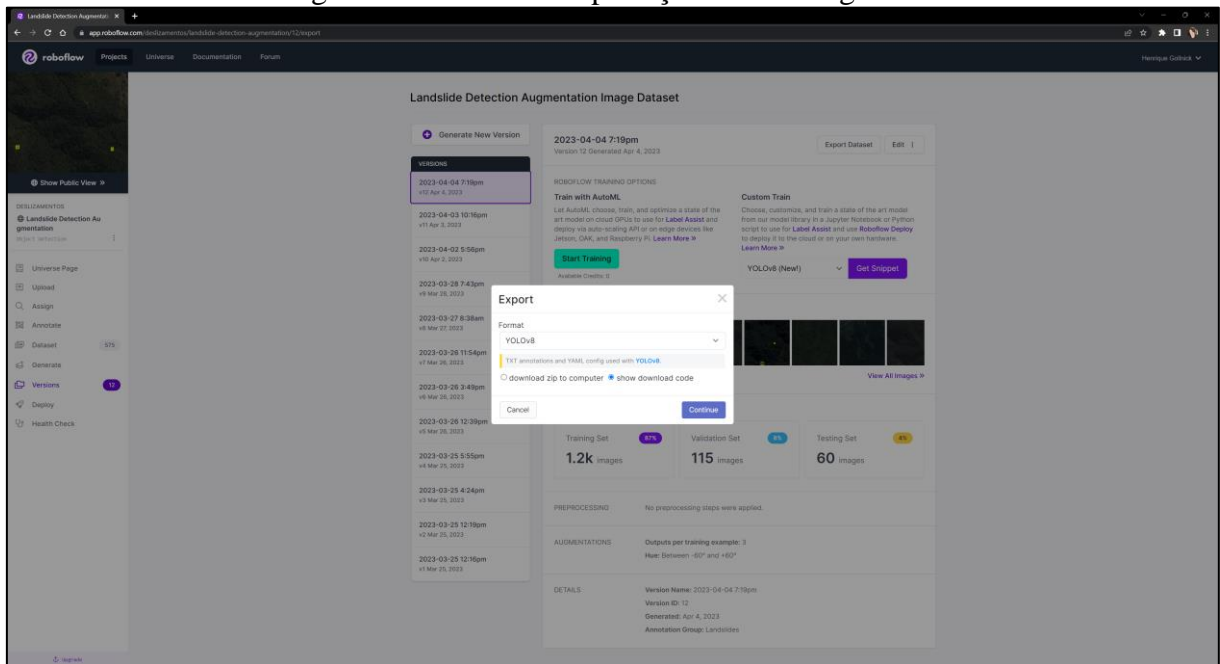 Landslide Detection Augmentati
app.roboflow.com/deslizamentos/landslide-detection-augmentation/12/export
roboflow
Projects
Universe
Documentation
Forum
Henrique Gollnick
Show Public View »
DESLIZAMENTOS
Landslide Detection Au
gmentation
Object Detection
Universe Page
Upload
Assign
Annotate
Dataset
575
Generate
Versions
12
Deploy
Health Check
Upgrade
Landslide Detection Augmentation Image Dataset
Generate New Version
VERSIONS
2023-04-04 7:19pm
v12 Apr 4, 2023
2023-04-03 10:16pm
v11 Apr 3, 2023
2023-04-02 5:56pm
v10 Apr 2, 2023
2023-03-28 7:43pm
v9 Mar 28, 2023
2023-03-27 8:38am
v8 Mar 27, 2023
2023-03-26 11:54pm
v7 Mar 26, 2023
2023-03-26 3:49pm
v6 Mar 26, 2023
2023-03-26 12:39pm
v5 Mar 26, 2023
2023-03-25 5:55pm
v4 Mar 25, 2023
2023-03-25 4:24pm
v3 Mar 25, 2023
2023-03-25 12:19pm
v2 Mar 25, 2023
2023-03-25 12:16pm
v1 Mar 25, 2023
2023-04-04 7:19pm
Version 12 Generated Apr 4, 2023
Export Dataset
Edit
ROBOFLOW TRAINING OPTIONS
Train with AutoML
Let AutoML choose, train, and optimize a state of the
art model on cloud GPUs to use for Label Assist and
deploy via auto-scaling API or on edge devices like
Jetson, OAK, and Raspberry Pi. Learn More »
Start Training
Available Credits: 0
Custom Train
Choose, customize, and train a state of the art model
from our model library in a Jupyter Notebook or Python
script to use for Label Assist and use Roboflow Deploy
to deploy it to the cloud or on your own hardware.
Learn More »
YOLOv8 (New!)
Get Snippet
Export
Format
YOLOv8
TXT annotations and YAML config used with YOLOv8.
download zip to computer
show download code
Cancel
Continue
View All Images »
Training Set
87%
1.2k images
Validation Set
8%
115 images
Testing Set
4%
60 images
PREPROCESSING
No preprocessing steps were applied.
AUGMENTATIONS
Outputs per training example: 3
Hue: Between -60° and +60°
DETAILS
Version Name: 2023-04-04 7:19pm
Version ID: 12
Generated: Apr 4, 2023
Annotation Group: Landslides